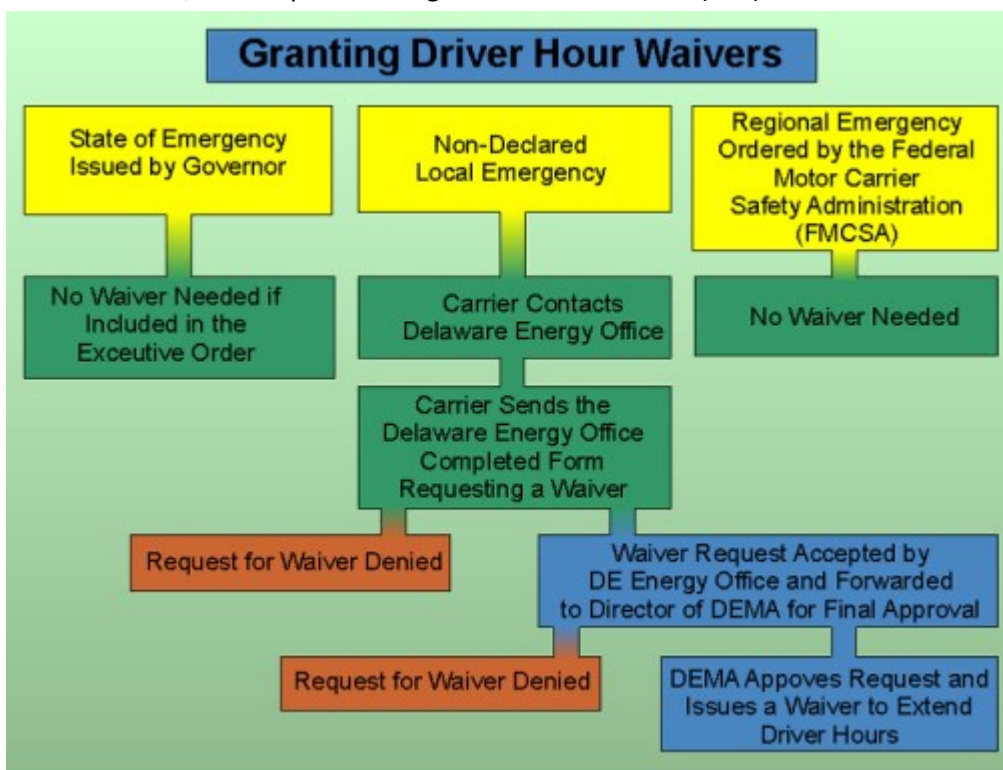 Granting Driver Hour Waivers
State of Emergency
Issued by Governor
Non-Declared
Local Emergency
Regional Emergency
Ordered by the Federal
Motor Carrier
Safety Administration
(FMCSA)
No Waiver Needed if
Included in the
Exceutive Order
Carrier Contacts
Delaware Energy Office
No Waiver Needed
Carrier Sends the
Delaware Energy Office
Completed Form
Requesting a Waiver
Request for Waiver Denied
Waiver Request Accepted by
DE Energy Office and Forwarded
to Director of DEMA for Final Approval
Request for Waiver Denied
DEMA Appoves Request and
Issues a Waiver to Extend
Driver Hours